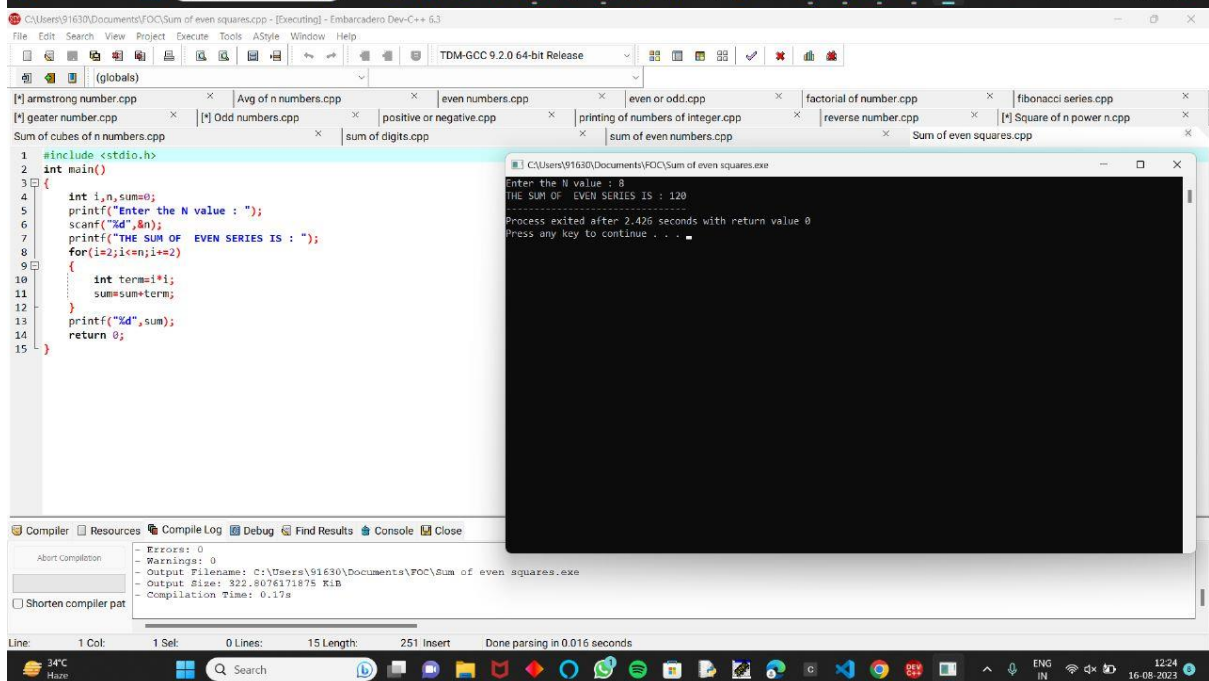 C:\Users\91630\Documents\FOC\Sum of even squares.cpp - [Executing] - Embarcadero Dev-C++ 6.3
File Edit Search View Project Execute Tools AStyle Window Help
TDM-GCC 9.2.0 64-bit Release
(globals)
[*] armstrong number.cpp Avg of n numbers.cpp even numbers.cpp even or odd.cpp factorial of number.cpp fibonacci series.cpp
[*] geater number.cpp [*] Odd numbers.cpp positive or negative.cpp printing of numbers of integer.cpp reverse number.cpp [*] Square of n power n.cpp
Sum of cubes of n numbers.cpp sum of digits.cpp sum of even numbers.cpp Sum of even squares.cpp
1 #include <stdio.h>
2 int main()
3 {
4 int i,n,sum=0;
5 printf("Enter the N value : ");
6 scanf("%d",&n);
7 printf("THE SUM OF  EVEN SERIES IS : ");
8 for(i=2;i<=n;i+=2)
9 {
10 int term=i*i;
11 sum=sum+term;
12 }
13 printf("%d",sum);
14 return 0;
15 }
C:\Users\91630\Documents\FOC\Sum of even squares.exe
Enter the N value : 8
THE SUM OF  EVEN SERIES IS : 120
--------------------------------
Process exited after 2.426 seconds with return value 0
Press any key to continue . . .
Compiler Resources Compile Log Debug Find Results Console Close
Abort Compilation
Shorten compiler pat
- Errors: 0
- Warnings: 0
- Output Filename: C:\Users\91630\Documents\FOC\Sum of even squares.exe
- Output Size: 322.8076171875 KiB
- Compilation Time: 0.17s
Line: 1 Col: 1 Sel: 0 Lines: 15 Length: 251 Insert Done parsing in 0.016 seconds
34°C
Haze
Search
ENG
IN
12:24
16-08-2023